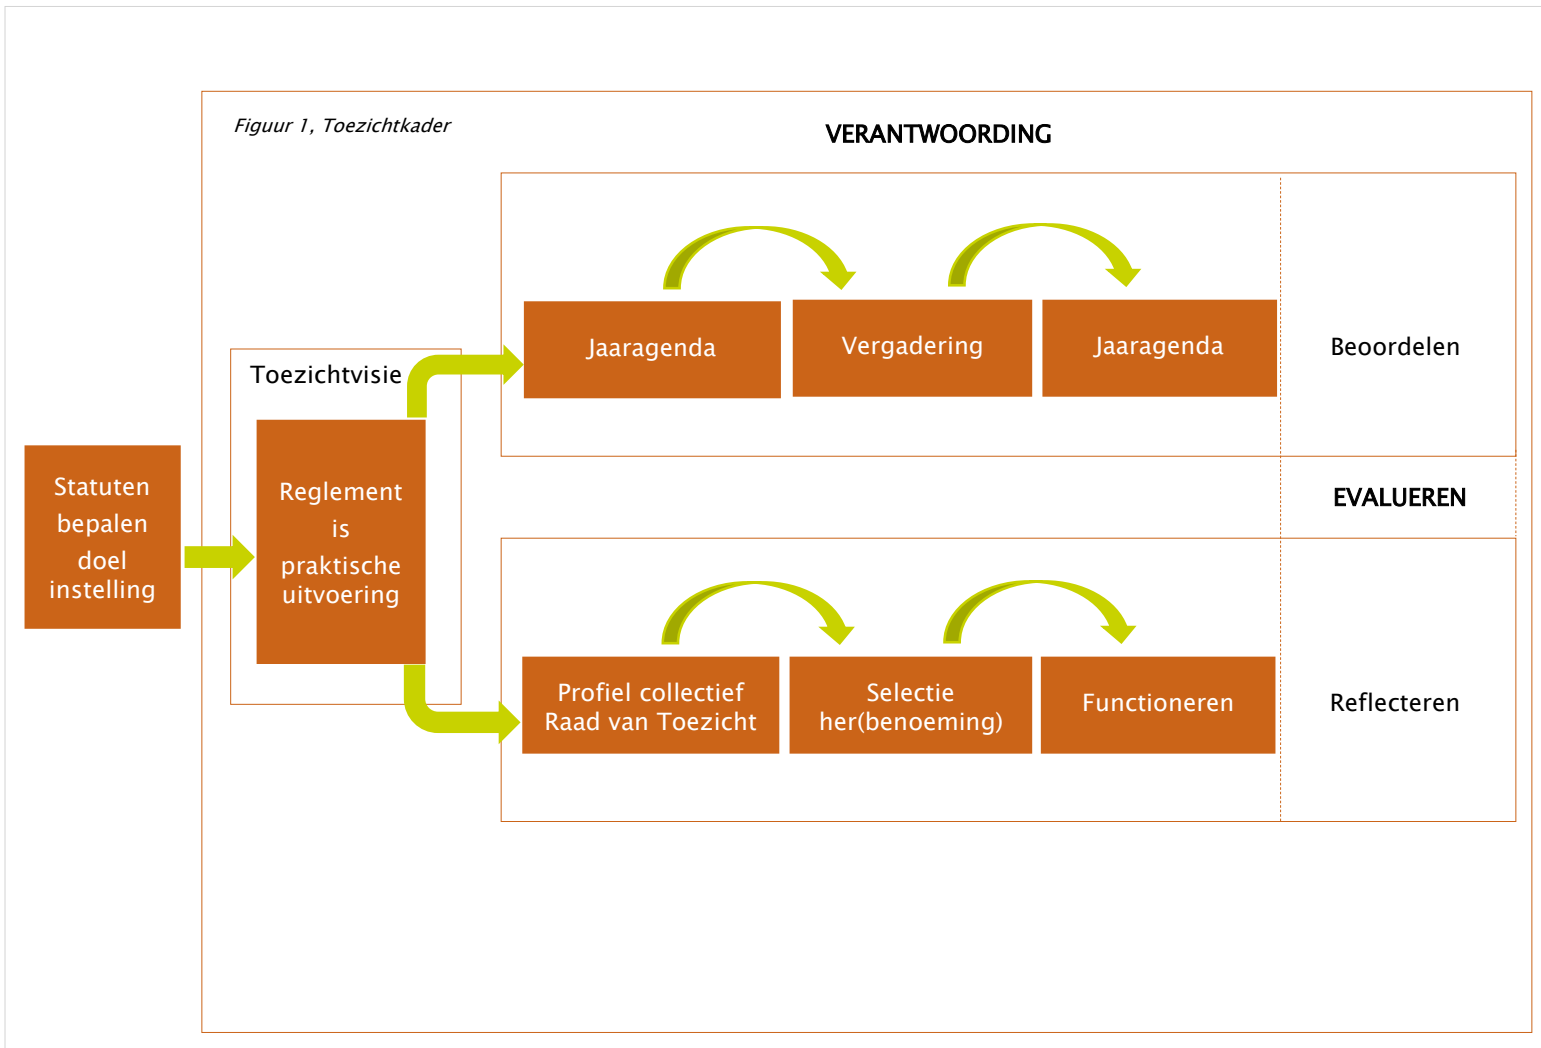 Figuur 1, Toezichtkader
VERANTWOORDING
Jaaragenda
Vergadering
Jaaragenda
Beoordelen
Toezichtvisie
Statuten
bepalen
doel
instelling
Reglement
is
praktische
uitvoering
EVALUEREN
Profiel collectief
Raad van Toezicht
Selectie
her(benoeming)
Functioneren
Reflecteren